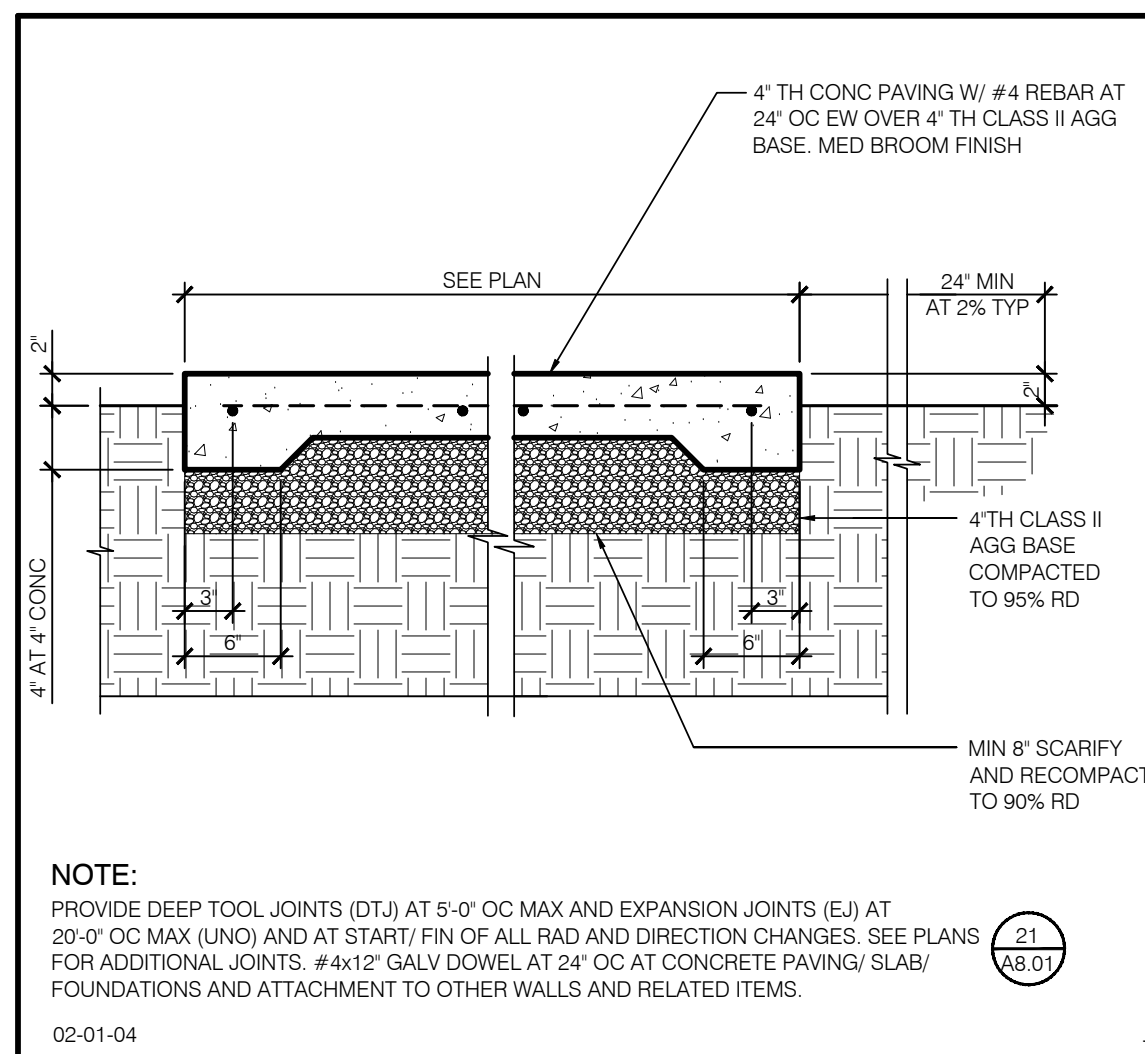 4" TH CONC PAVING W/ #4 REBAR AT
24" OC EW OVER 4" TH CLASS II AGG
BASE. MED BROOM FINISH
SEE PLAN
24" MIN
AT 2% TYP
2"
2"
4" AT 4" CONC
4"TH CLASS II
AGG BASE
COMPACTED
TO 95% RD
3"
3"
6"
6"
MIN 8" SCARIFY
AND RECOMPACT
TO 90% RD
NOTE:
PROVIDE DEEP TOOL JOINTS (DTJ) AT 5'-0" OC MAX AND EXPANSION JOINTS (EJ) AT
20'-0" OC MAX (UNO) AND AT START/ FIN OF ALL RAD AND DIRECTION CHANGES. SEE PLANS
FOR ADDITIONAL JOINTS. #4x12" GALV DOWEL AT 24" OC AT CONCRETE PAVING/ SLAB/
FOUNDATIONS AND ATTACHMENT TO OTHER WALLS AND RELATED ITEMS.
21
A8.01
02-01-04